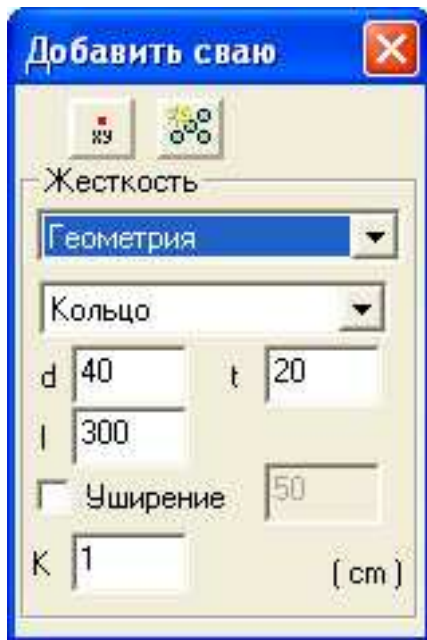 Добавить сваю
xy
Жесткость
Геометрия
Кольцо
d 40 t 20
l 300
Уширение 50
K 1 (cm)